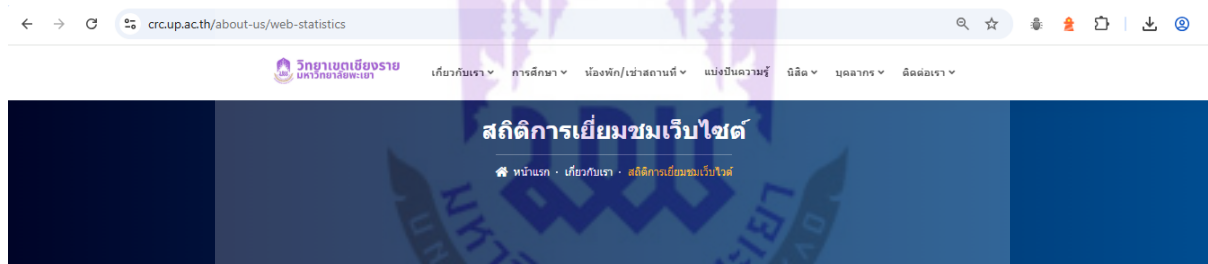 crc.up.ac.th/about-us/web-statistics
วิทยาเขตเชียงราย
มหาวิทยาลัยพะเยา
เกี่ยวกับเรา การศึกษา ห้องพัก/เช่าสถานที่ แบ่งปันความรู้ นิสิต บุคลากร ติดต่อเรา
สถิติการเยี่ยมชมเว็บไซต์
หน้าแรก · เกี่ยวกับเรา · สถิติการเยี่ยมชมเว็บไวต์